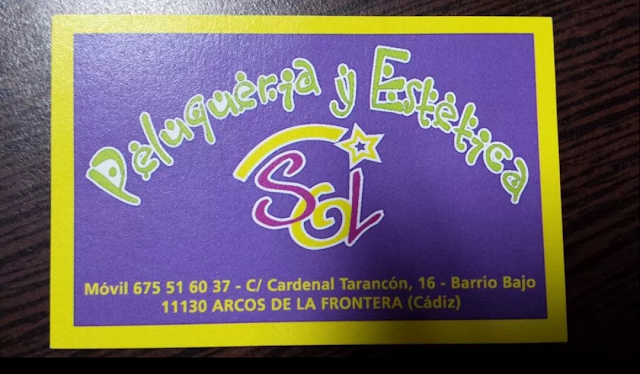 Peluquería y Estética
Sol
Móvil 675 51 60 37 - C/ Cardenal Tarancón, 16 - Barrio Bajo
11130 ARCOS DE LA FRONTERA (Cádiz)